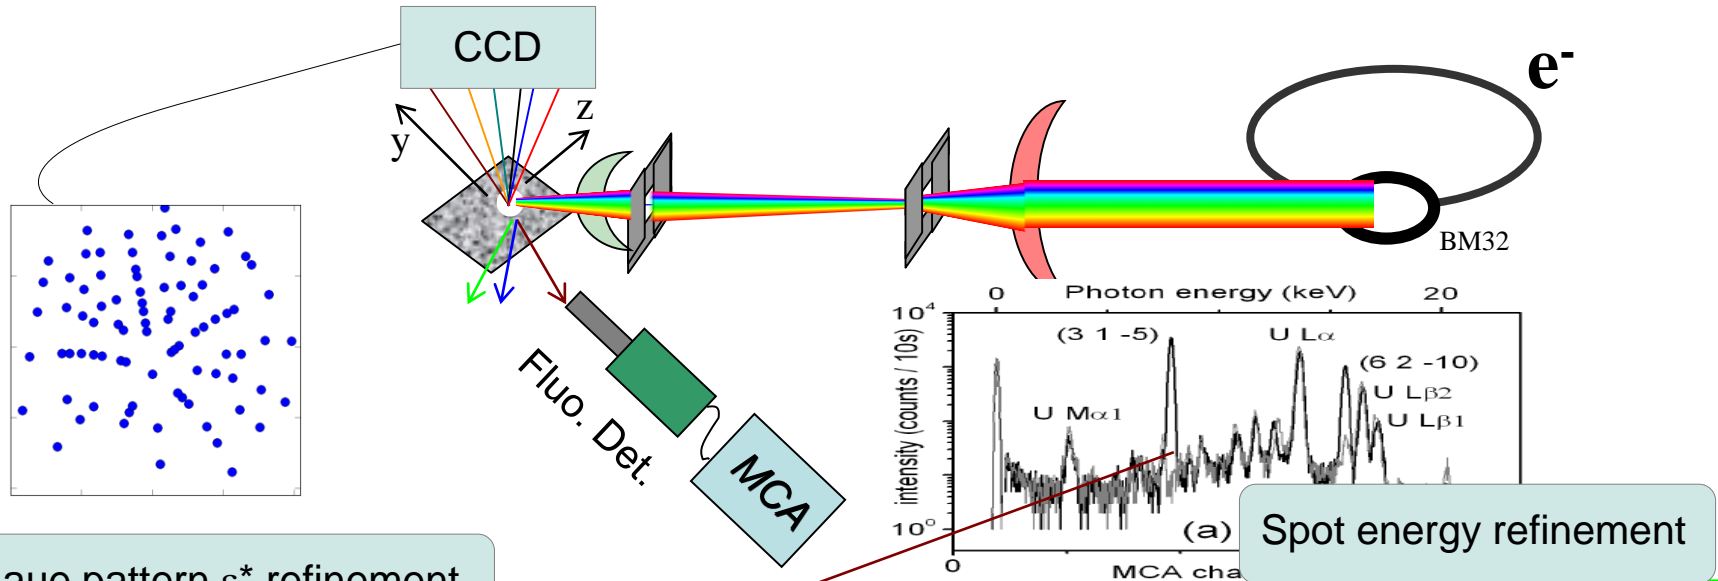 CCD
e-
z
y
BM32
0 Photon energy (keV) 20
10⁴
(3 1 -5)
U Lα
(6 2 -10)
U Lβ2
U Mα1
U Lβ1
intensity (counts / 10s)
Fluo. Det.
MCA
10⁰
(a)
Spot energy refinement
0
MCA cha
aue pattern ε* refinement